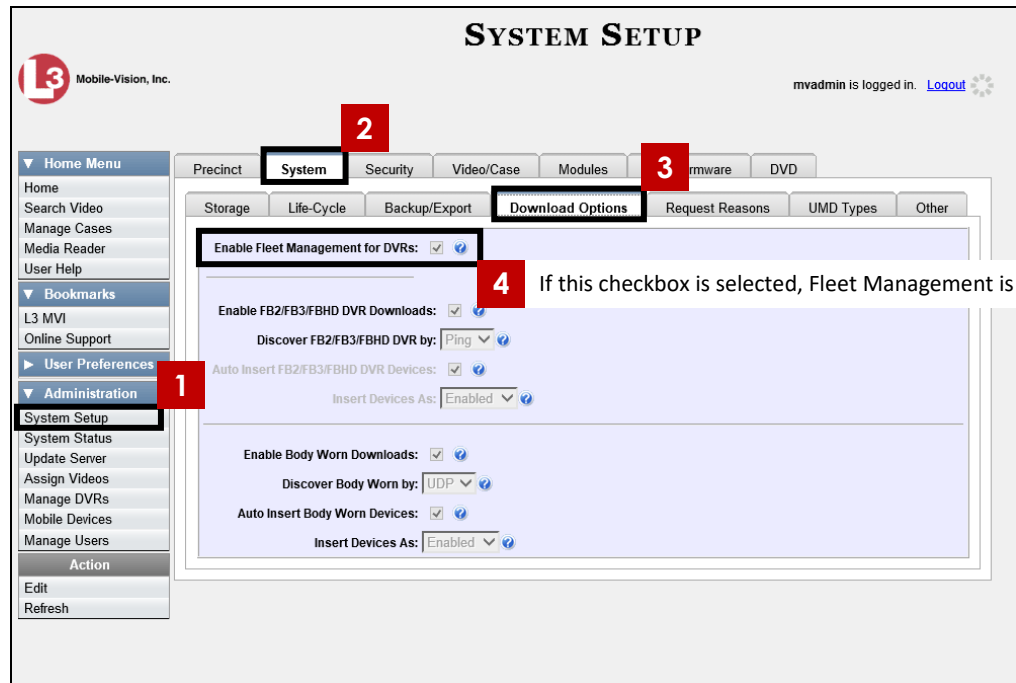 SYSTEM SETUP
L3 Mobile-Vision, Inc.
mvadmin is logged in. Logout
2
▼ Home Menu
Home
Search Video
Manage Cases
Media Reader
User Help
▼ Bookmarks
L3 MVI
Online Support
▶ User Preferences
1
▼ Administration
System Setup
System Status
Update Server
Assign Videos
Manage DVRs
Mobile Devices
Manage Users
Action
Edit
Refresh
Precinct System Security Video/Case Modules 3 DVD
Storage Life-Cycle Backup/Export Download Options Request Reasons UMD Types Other
Enable Fleet Management for DVRs:
4 If this checkbox is selected, Fleet Management is
Enable FB2/FB3/FBHD DVR Downloads:
Discover FB2/FB3/FBHD DVR by: Ping
Auto Insert FB2/FB3/FBHD DVR Devices:
Insert Devices As: Enabled
Enable Body Worn Downloads:
Discover Body Worn by: UDP
Auto Insert Body Worn Devices:
Insert Devices As: Enabled